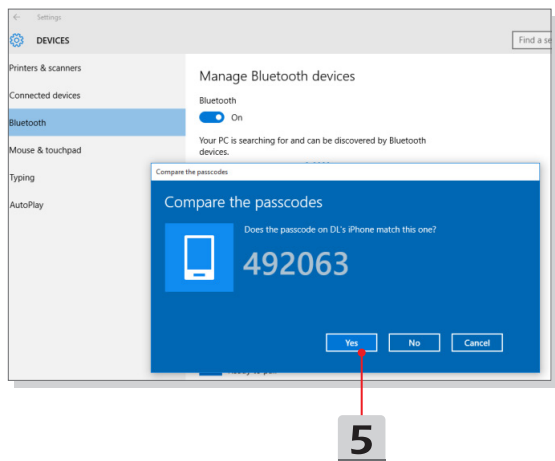 Settings
DEVICES
Find a se
Printers & scanners
Connected devices
Bluetooth
Mouse & touchpad
Typing
AutoPlay
Manage Bluetooth devices
Bluetooth
On
Your PC is searching for and can be discovered by Bluetooth
devices.
Compare the passcodes
Compare the passcodes
Does the passcode on DL's iPhone match this one?
492063
Yes
No
Cancel
5